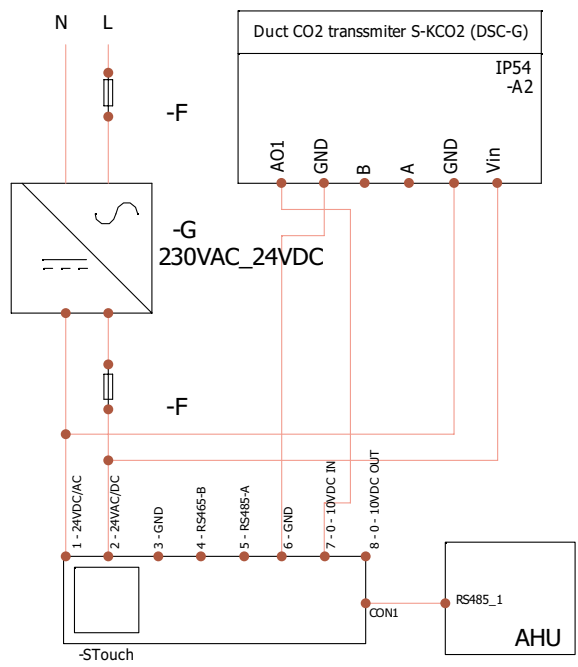 N L
Duct CO2 transsmiter S-KCO2 (DSC-G)
IP54
-A2
-F
AO1
GND
B
A
GND
Vin
-G
230VAC_24VDC
-F
1 - 24VDC/AC
2 - 24VAC/DC
3 - GND
4 - RS465-B
5 - RS485-A
6 - GND
7 - 0 - 10VDC IN
8 - 0 - 10VDC OUT
CON1
RS485_1
AHU
-STouch